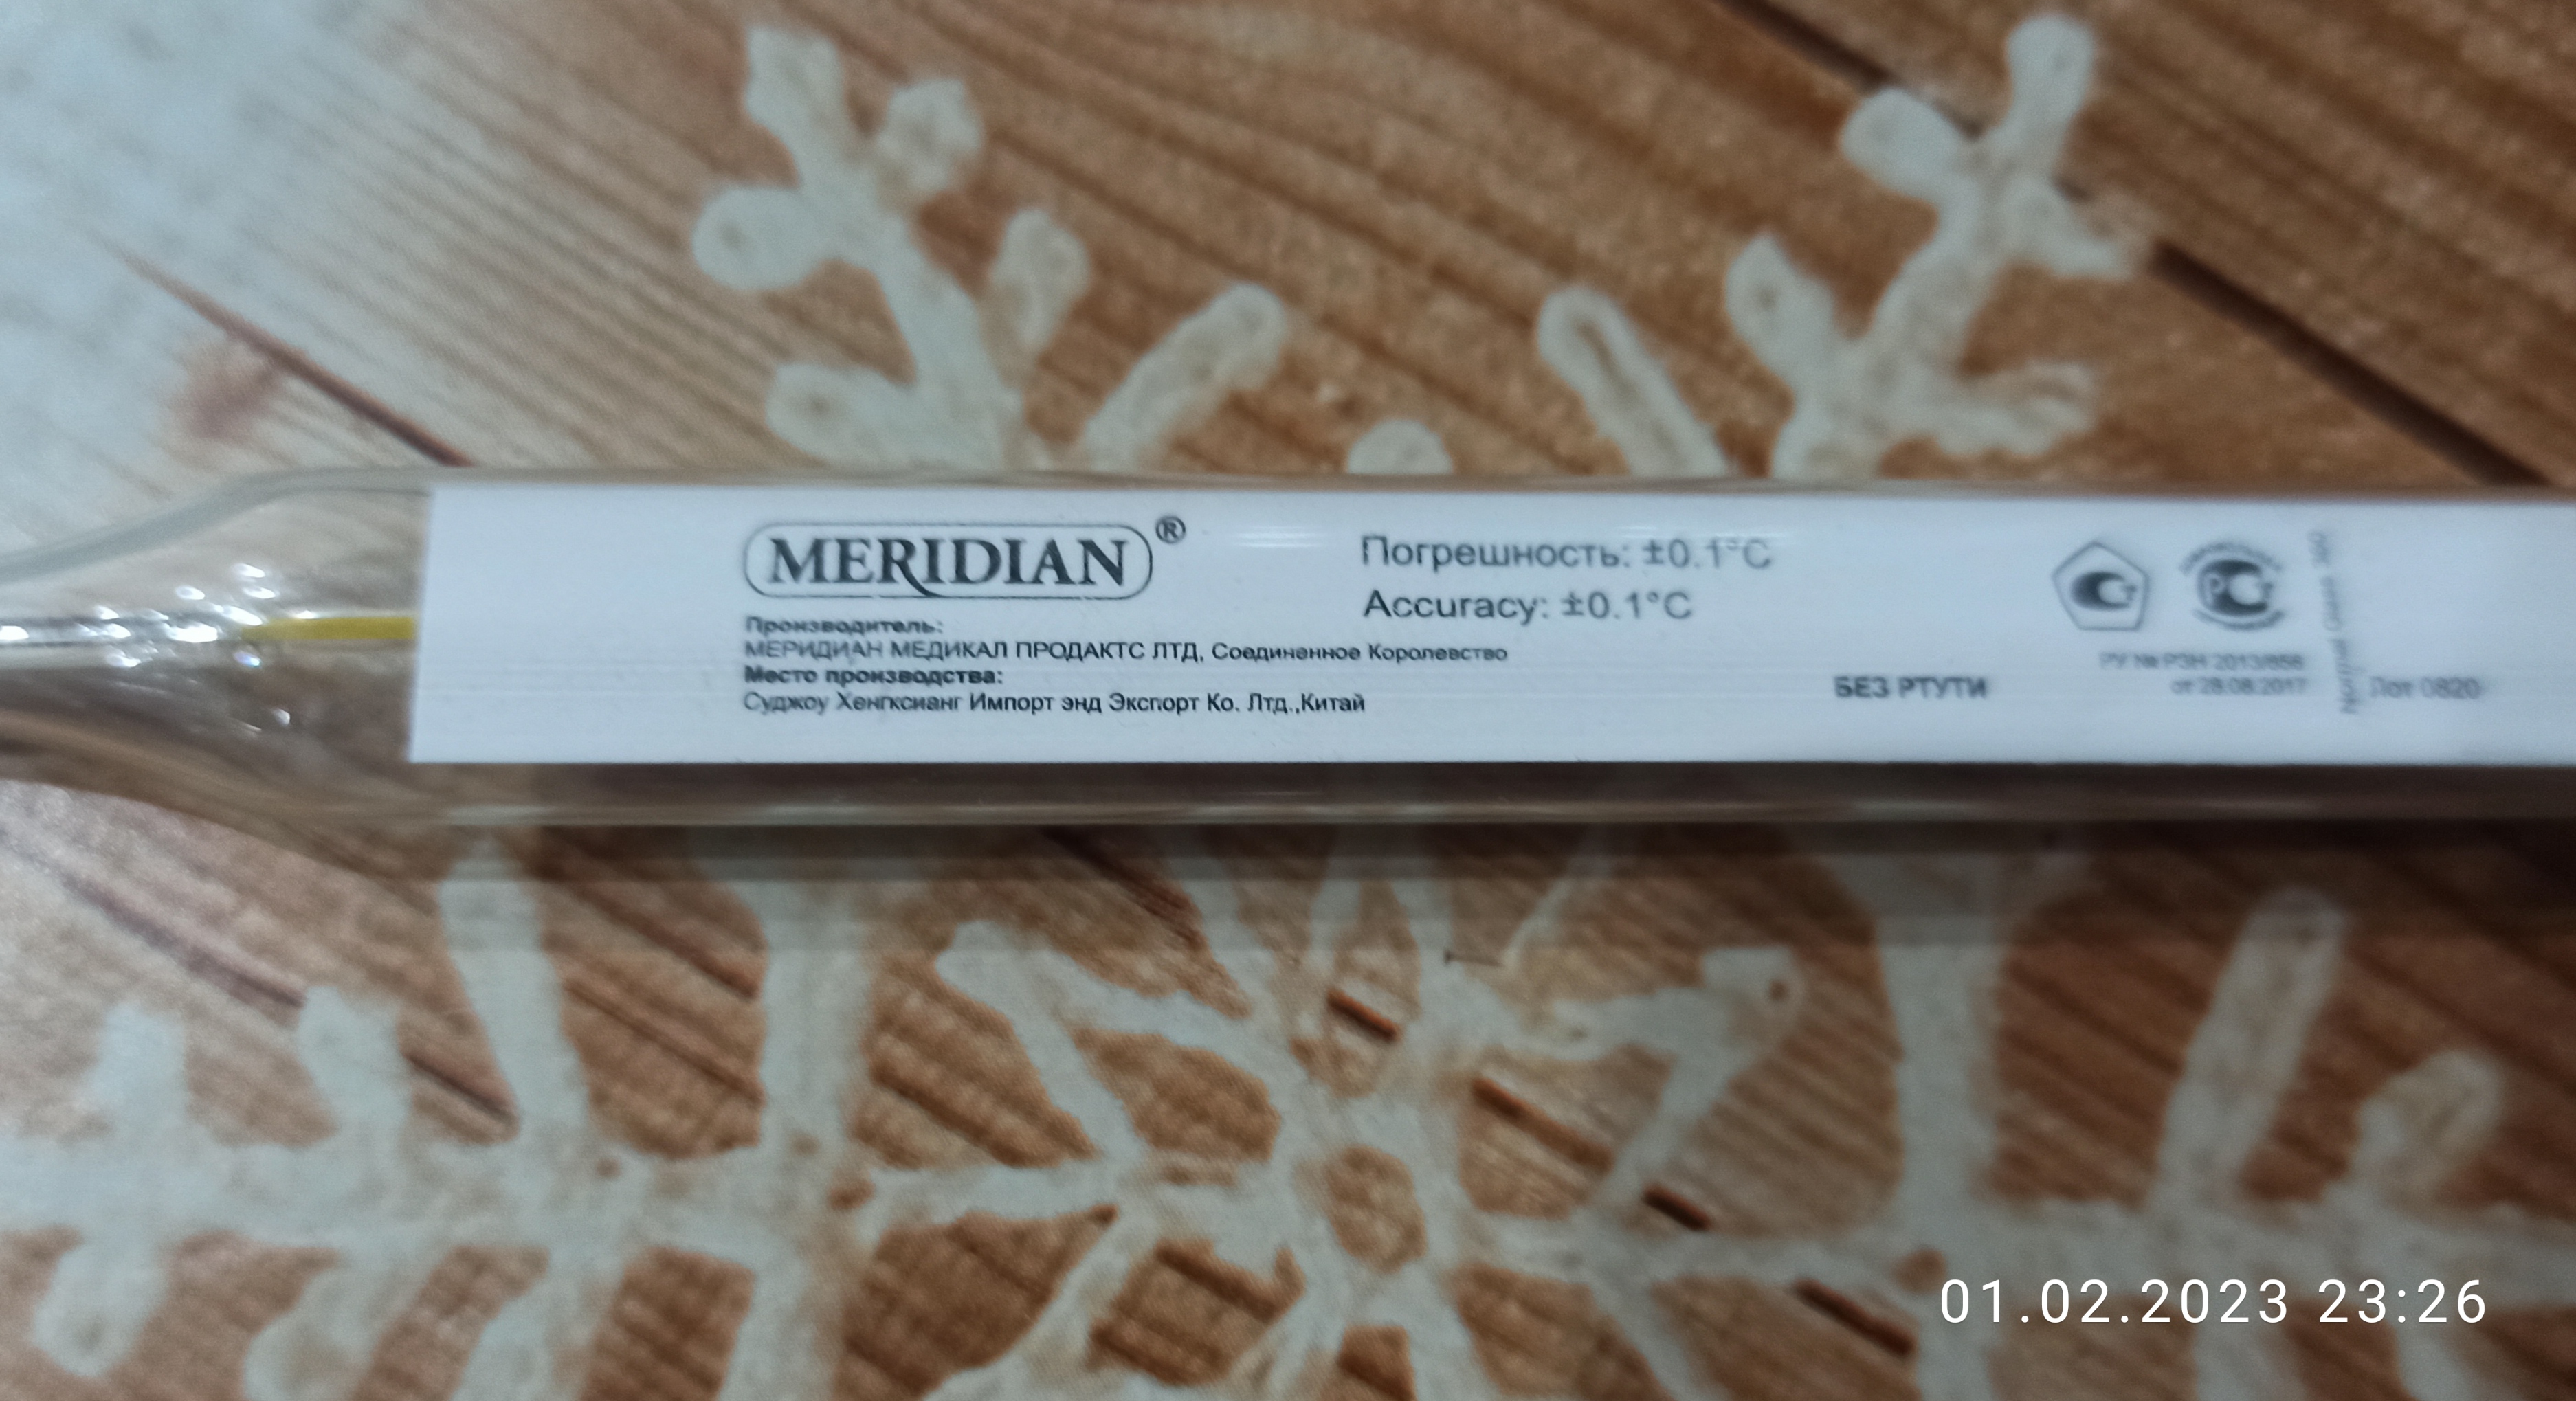 MERIDIAN®
Погрешность: ±0.1°C
Accuracy: ±0.1°C
Производитель:
МЕРИДИАН МЕДИКАЛ ПРОДАКТС ЛТД, Соединенное Королевство
Место производства:
Суджоу Хенгксианг Импорт энд Экспорт Ко. Лтд.,Китай
БЕЗ РТУТИ
РУ № РЗН 2013/858
от 28.08.2017
Лот 0820
01.02.2023 23:26